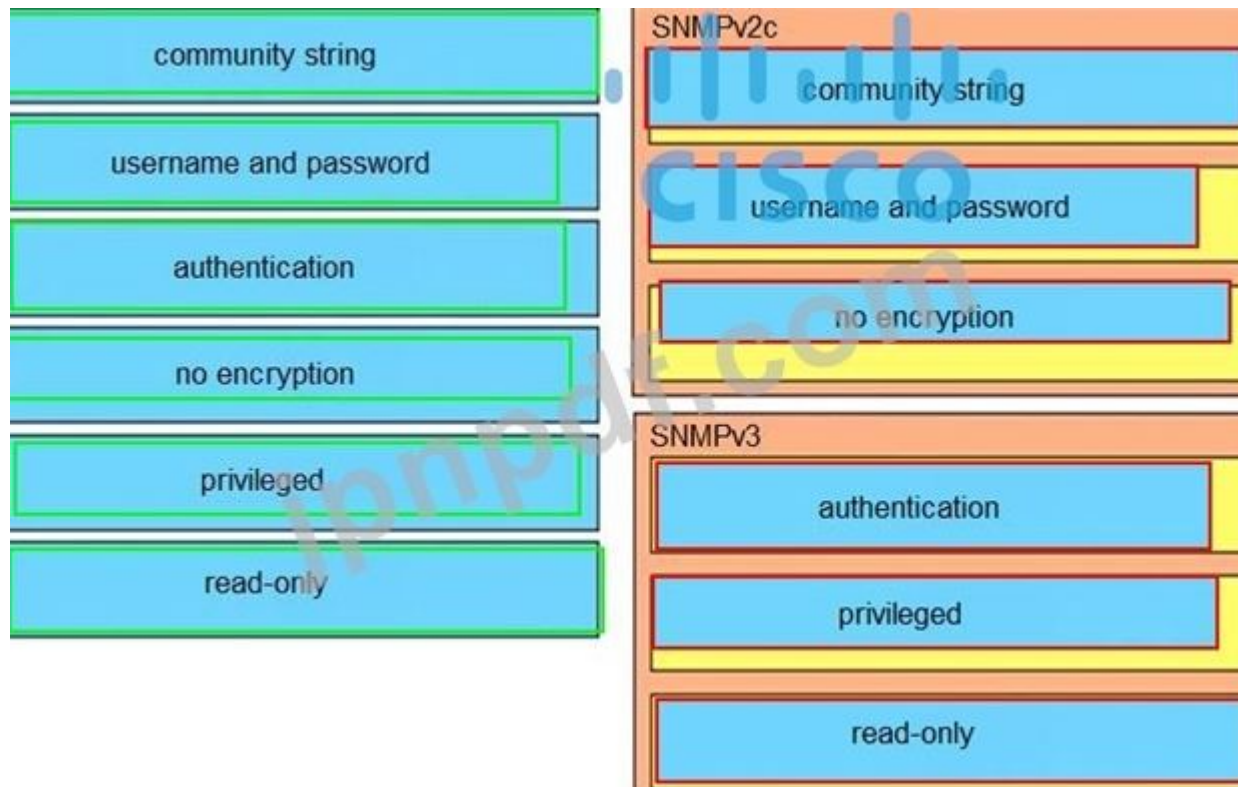 community string
username and password
authentication
no encryption
privileged
read-only
SNMPv2c
community string
CISCO
username and password
no encryption
SNMPv3
authentication
privileged
read-only
jpnpdf.com